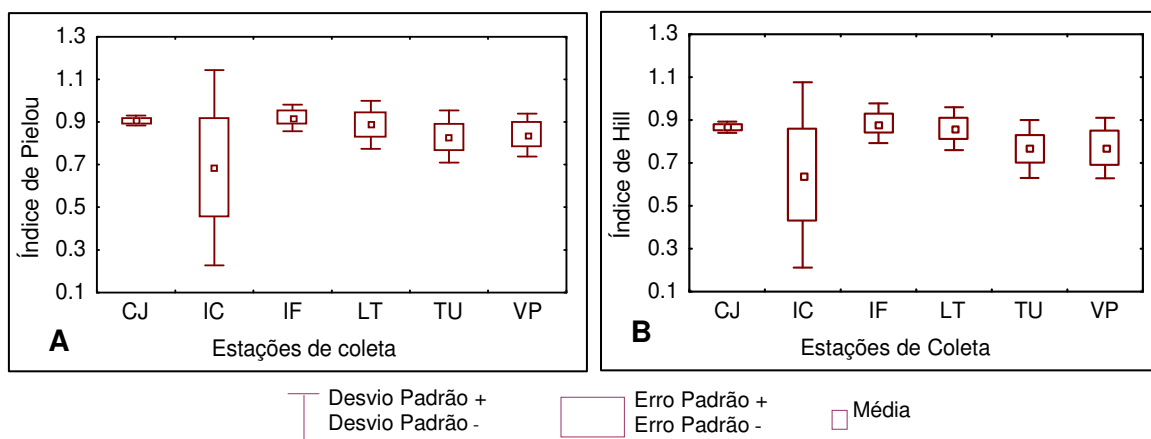 Índice de Pielou
1.3
1.1
0.9
0.7
0.5
0.3
0.1
CJ IC IF LT TU VP
A
Estações de coleta
Índice de Hill
1.3
1.1
0.9
0.7
0.5
0.3
0.1
CJ IC IF LT TU VP
B
Estações de Coleta
Desvio Padrão +
Desvio Padrão -
Erro Padrão +
Erro Padrão -
Média